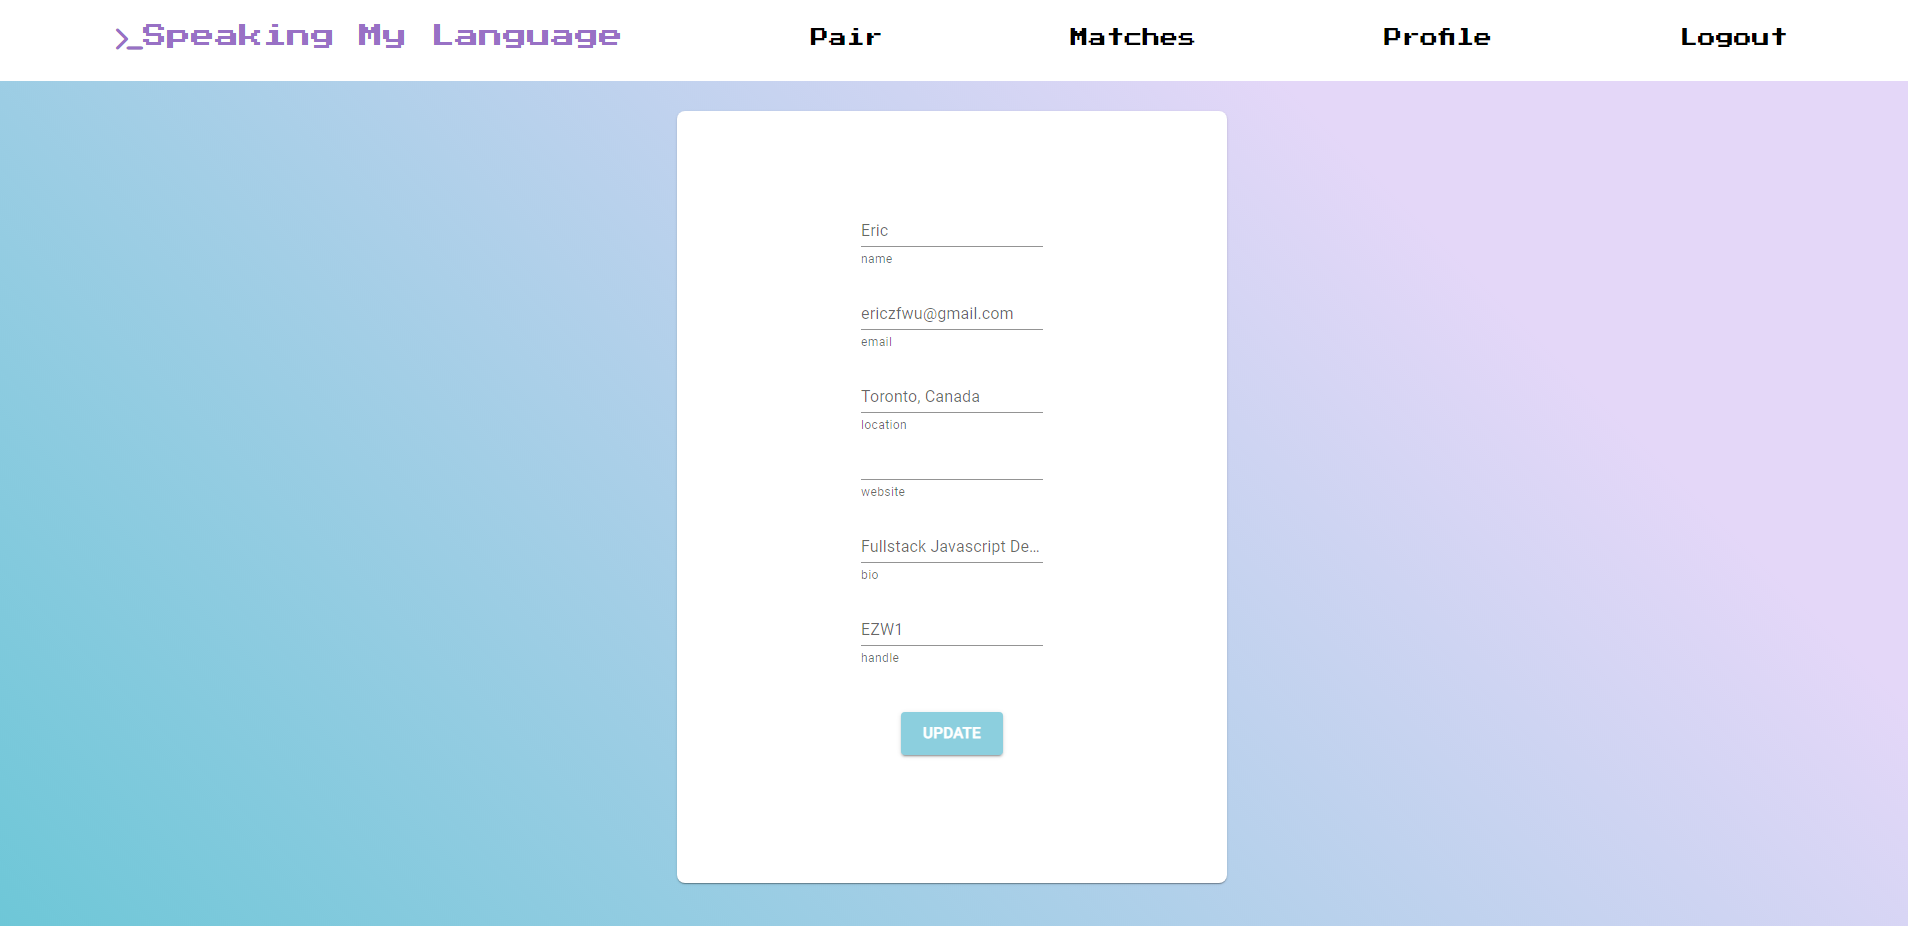 >_Speaking My Language Pair Matches Profile Logout
Eric
name
ericzfwu@gmail.com
email
Toronto, Canada
location
website
Fullstack Javascript De...
bio
EZW1
handle
UPDATE